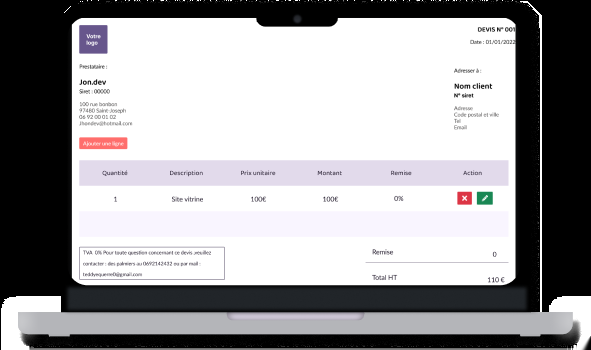 Votre
logo
DEVIS N° 001
Date : 01/01/2022
Prestataire :
Adresser à :
Jon.dev
Siret : 00000
Nom client
N° siret
100 rue bonbon
97480 Saint-Joseph
06 92 00 01 02
Jhondev@hotmail.com
Adresse
Code postal et ville
Tel
Email
Ajouter une ligne
Quantité Description Prix unitaire Montant Remise Action
1 Site vitrine 100€ 100€ 0%
TVA 0% Pour toute question concernant ce devis ,veuillez
contacter : des palmiers au 0692142432 ou par mail :
Remise 0
Total HT 110 €